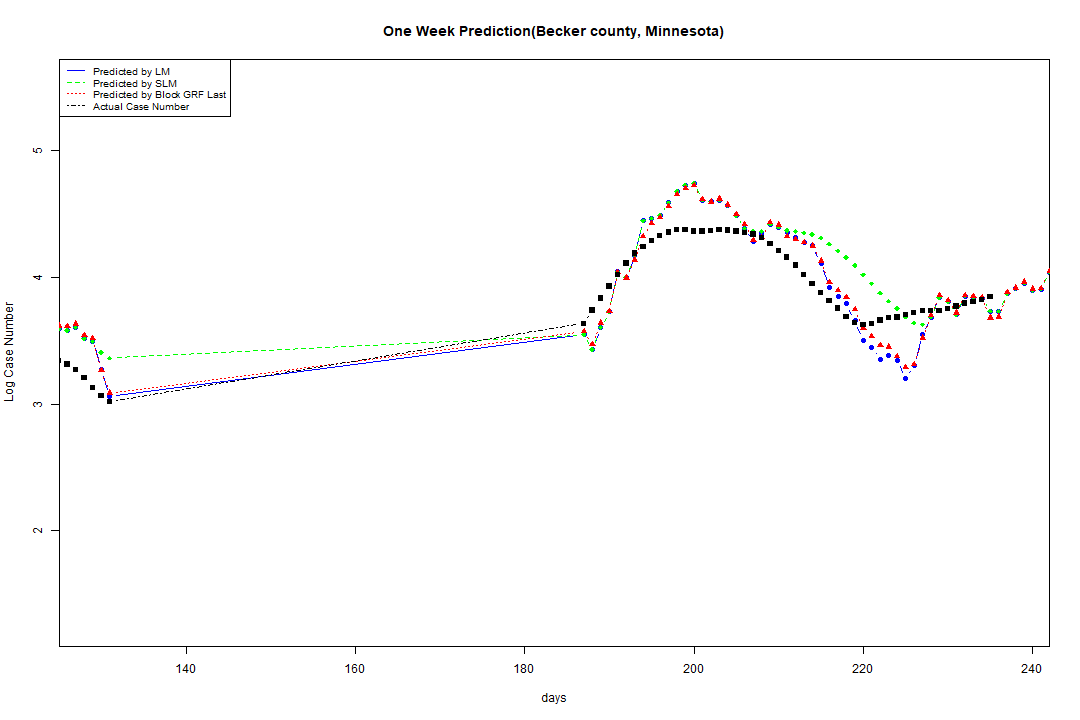 One Week Prediction(Becker county, Minnesota)
Predicted by LM
Predicted by SLM
Predicted by Block GRF Last
Actual Case Number
5
4
3
2
Log Case Number
140 160 180 200 220 240
days